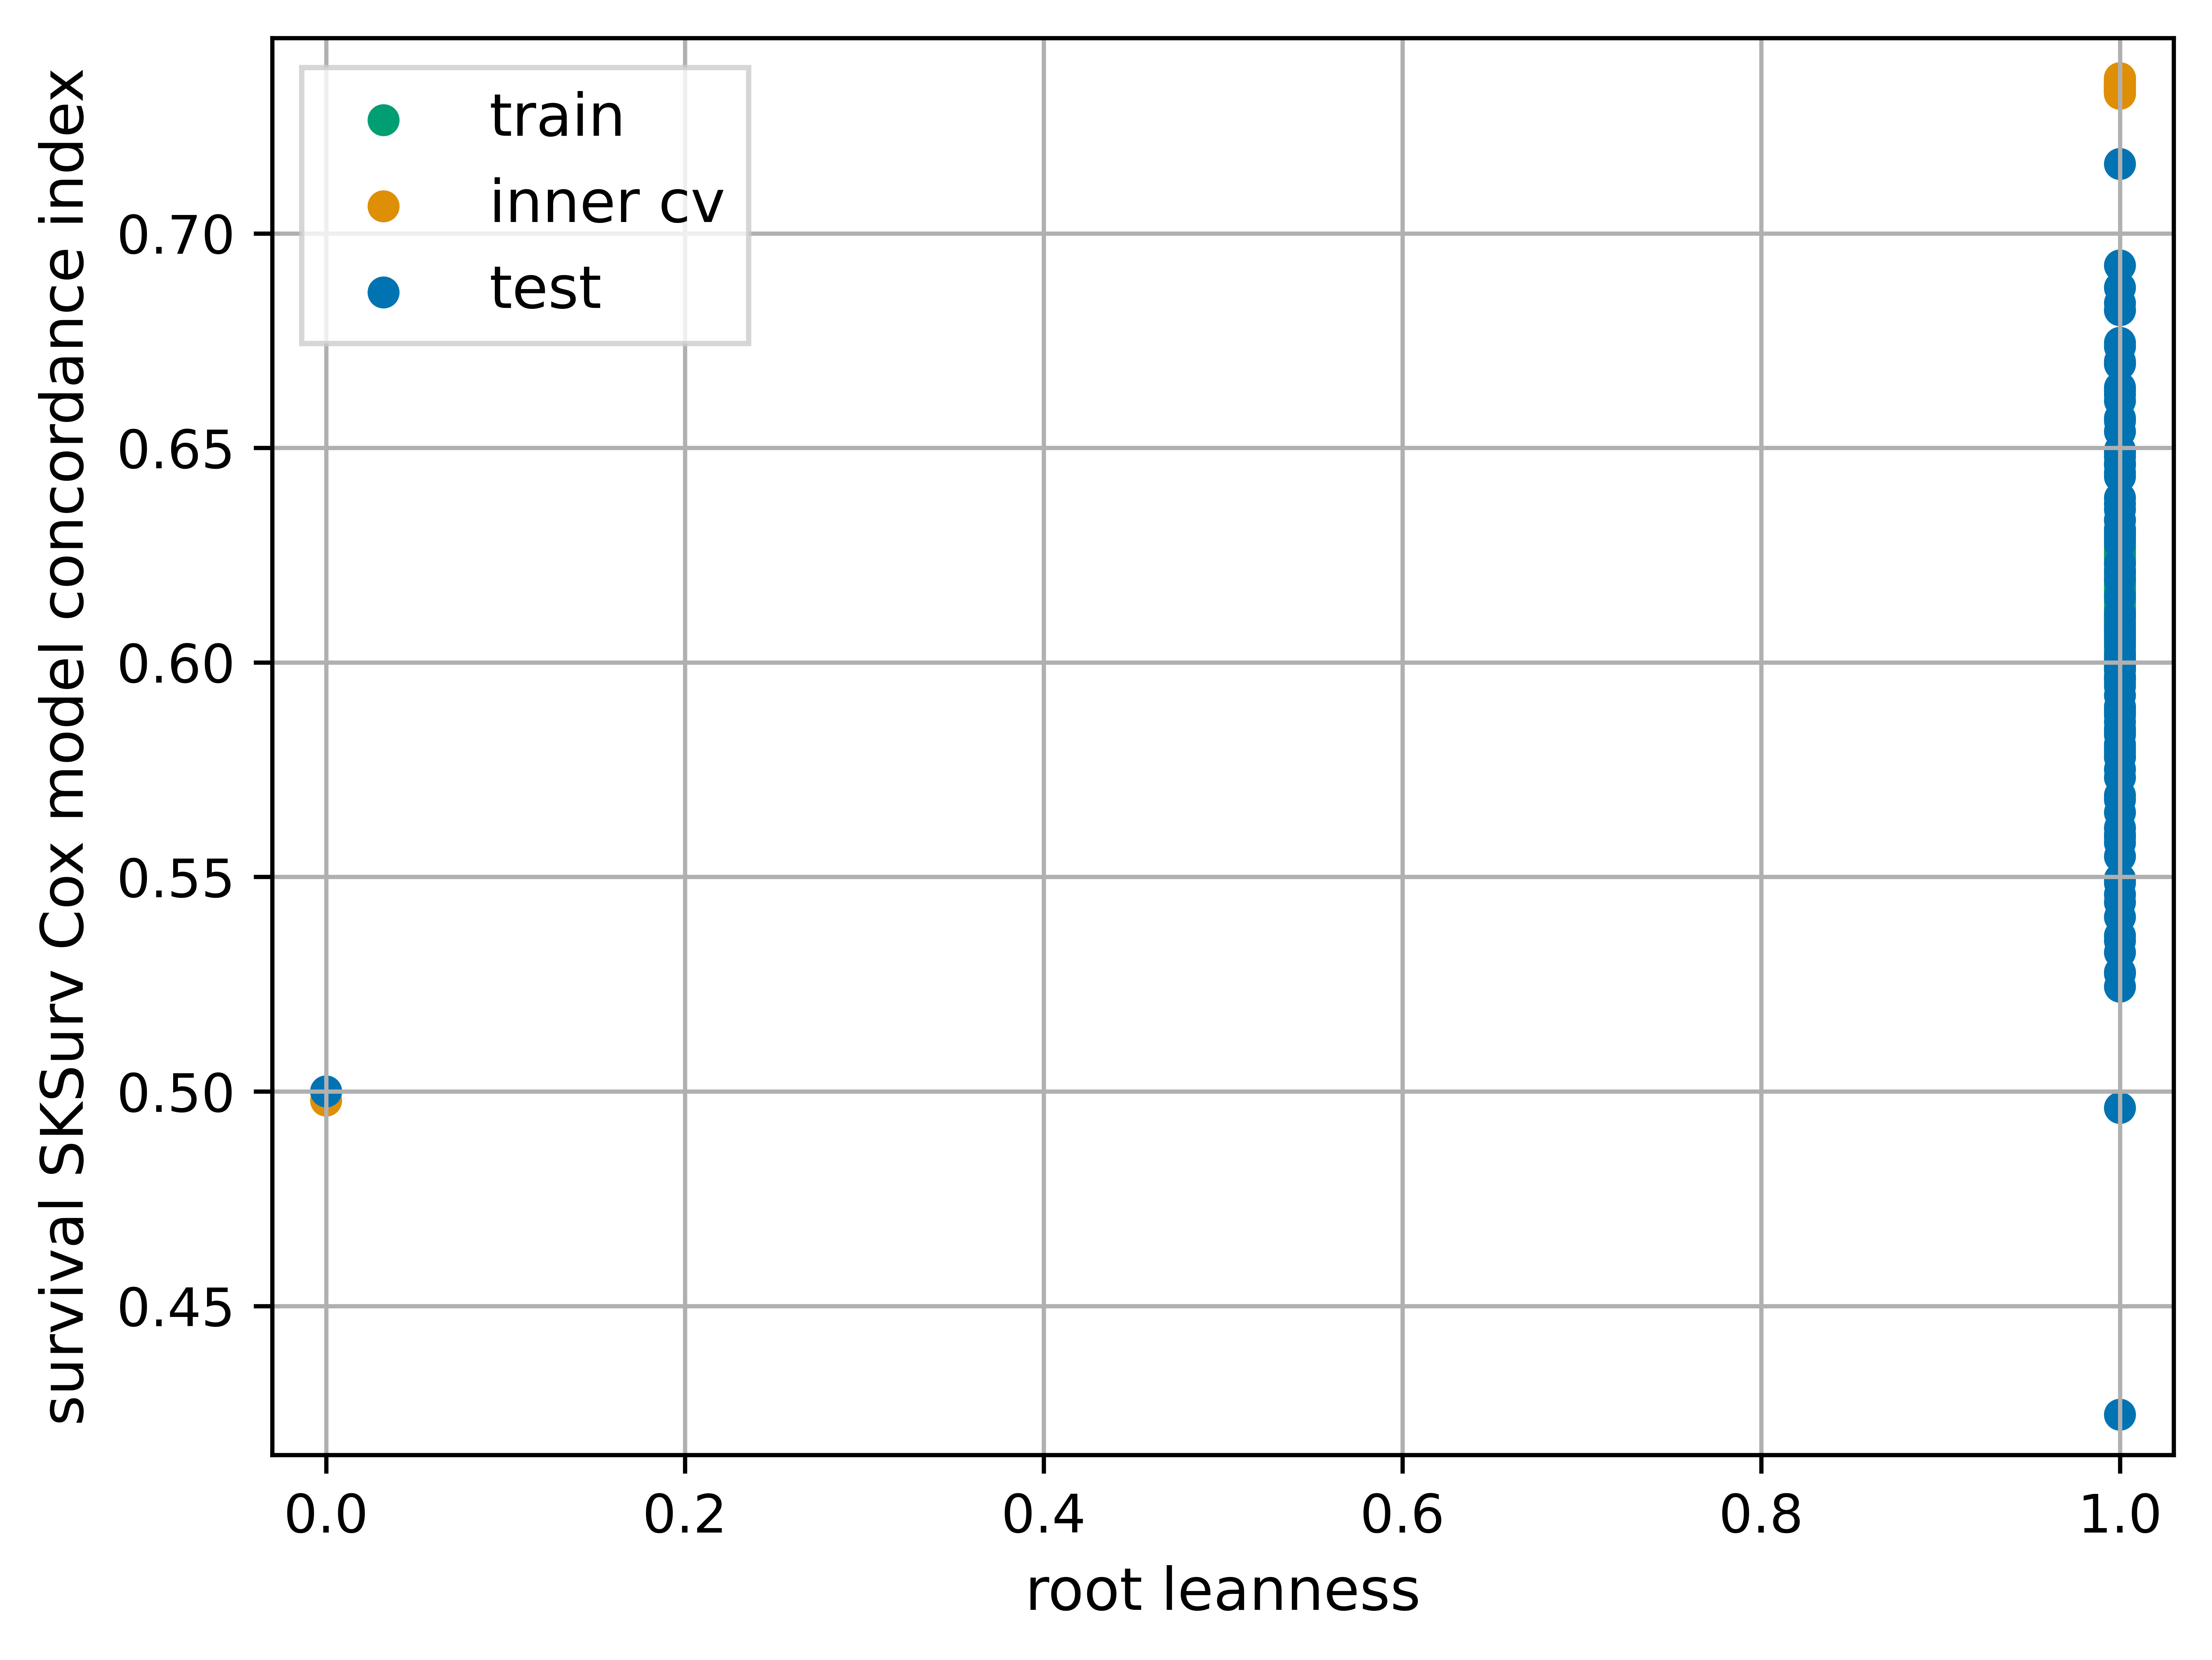 survival SKSurv Cox model concordance index
train
inner cv
test
0.70
0.65
0.60
0.55
0.50
0.45
0.0 0.2 0.4 0.6 0.8 1.0
root leanness